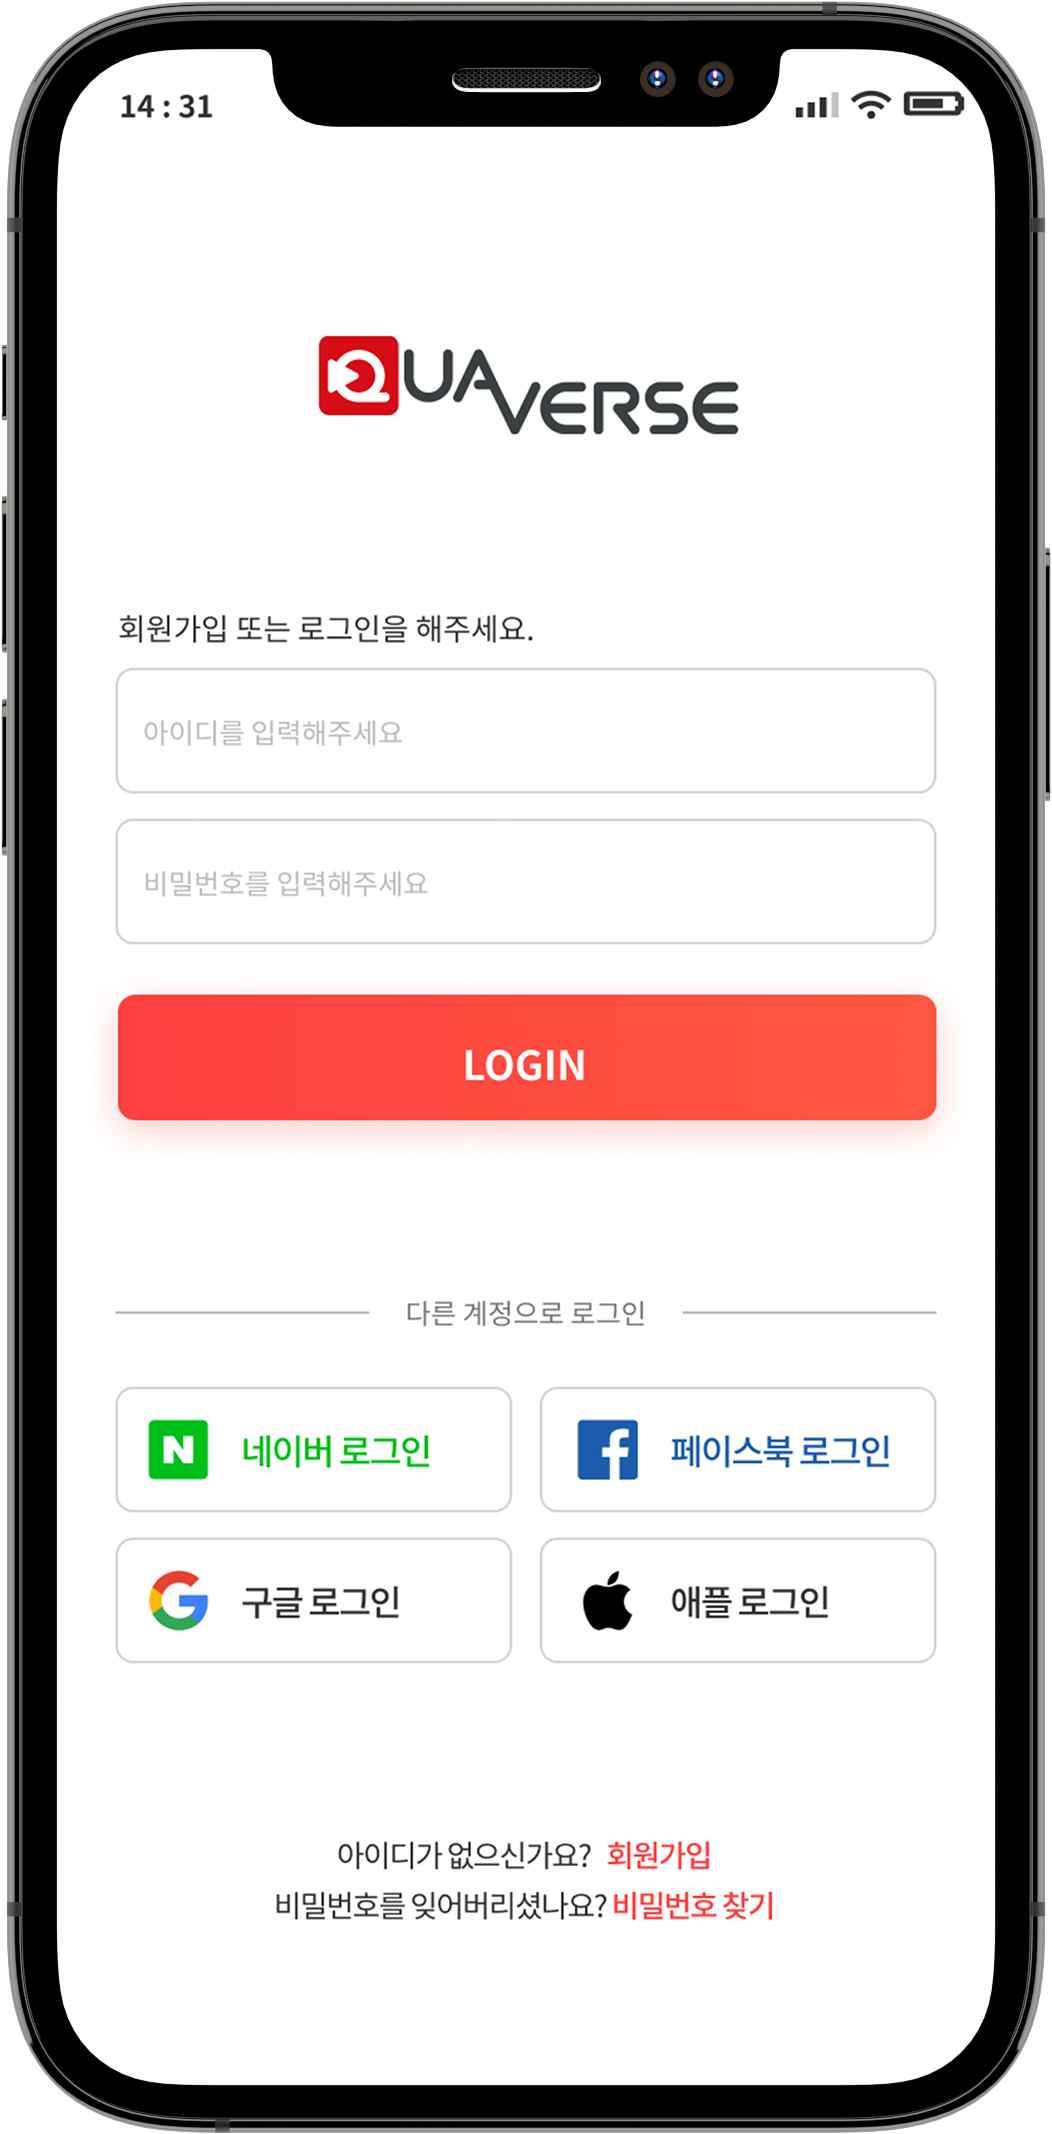 14 : 31
QUAVERSE
회원가입 또는 로그인을 해주세요.
아이디를 입력해주세요
비밀번호를 입력해주세요
LOGIN
다른 계정으로 로그인
N 네이버 로그인
f 페이스북 로그인
G 구글 로그인
애플 로그인
아이디가 없으신가요? 회원가입
비밀번호를 잊어버리셨나요? 비밀번호 찾기